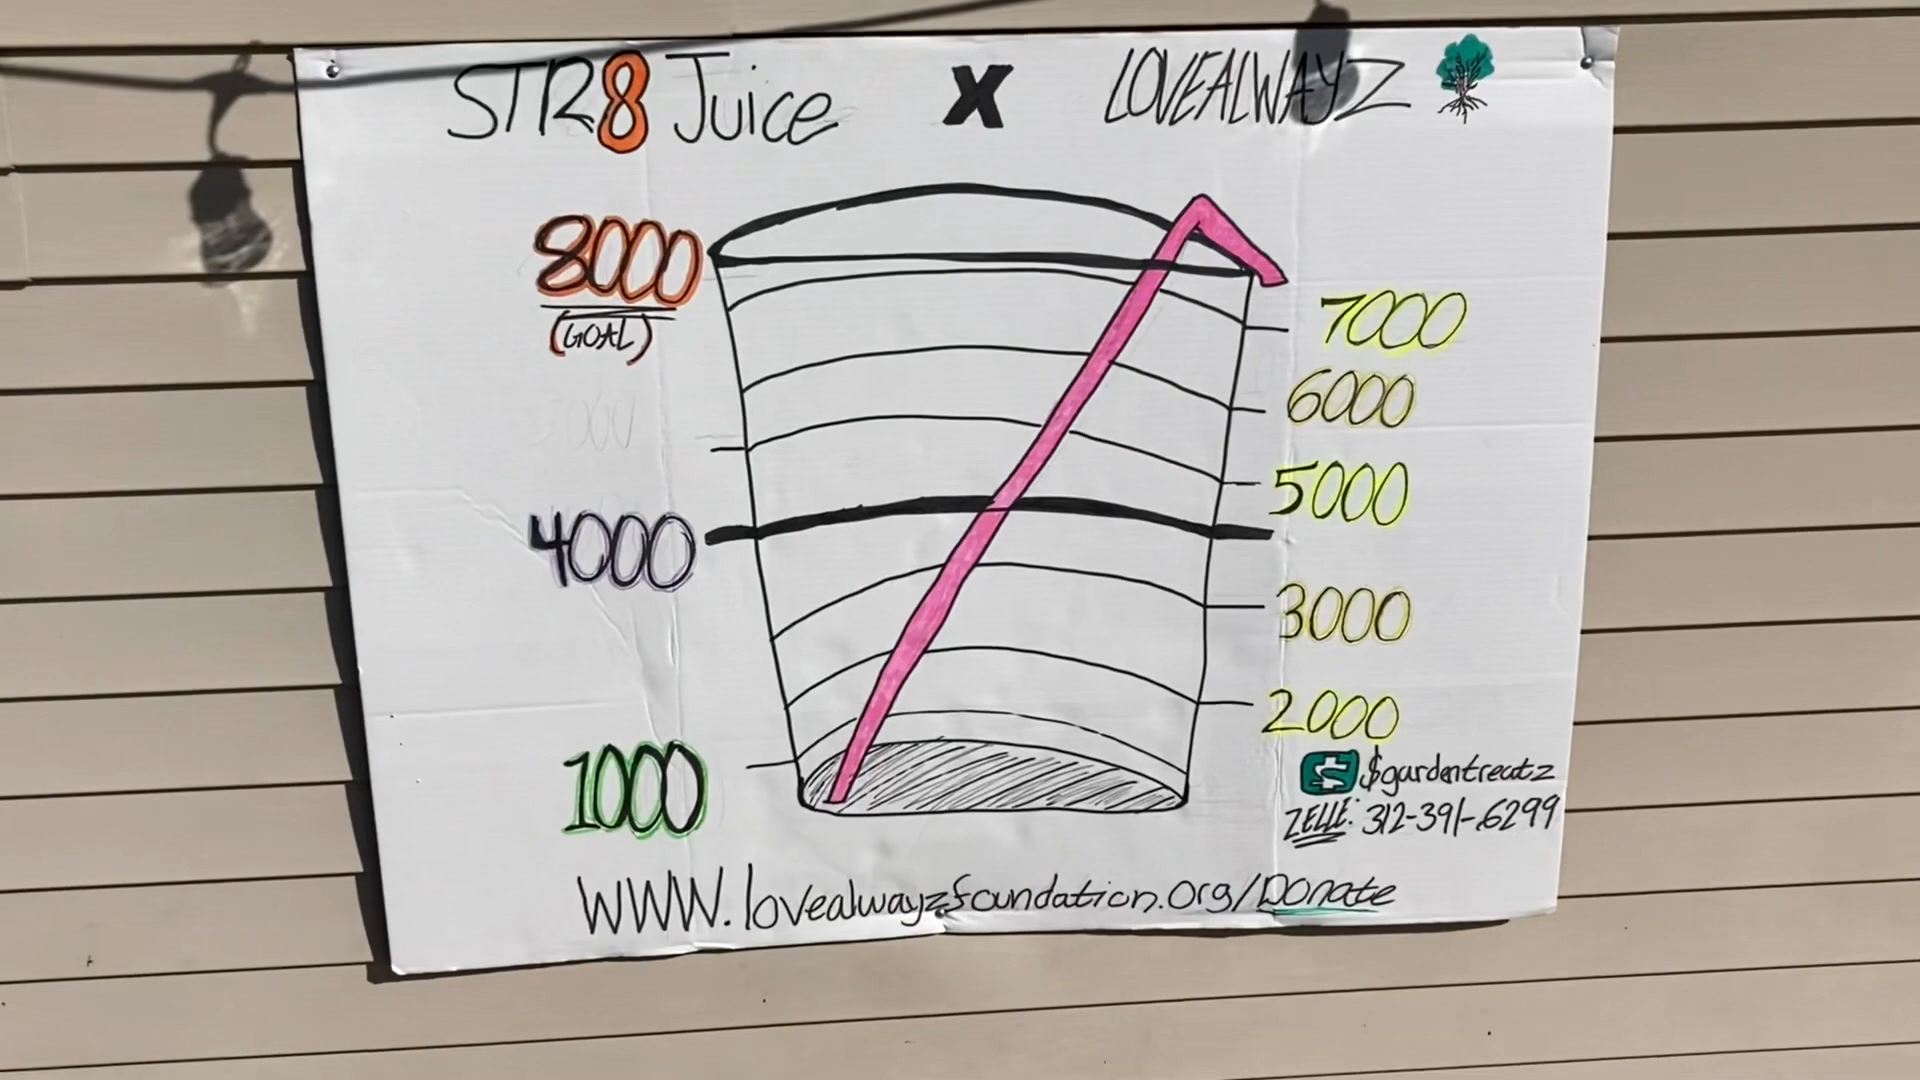 STR8 Juice X LOVEALWAYZ
8000
(GOAL)
7000
6000
5000
4000
3000
2000
1000
$gardentreatz
ZELLE: 312-391-6299
WWW.lovealwayzfoundation.org/Donate